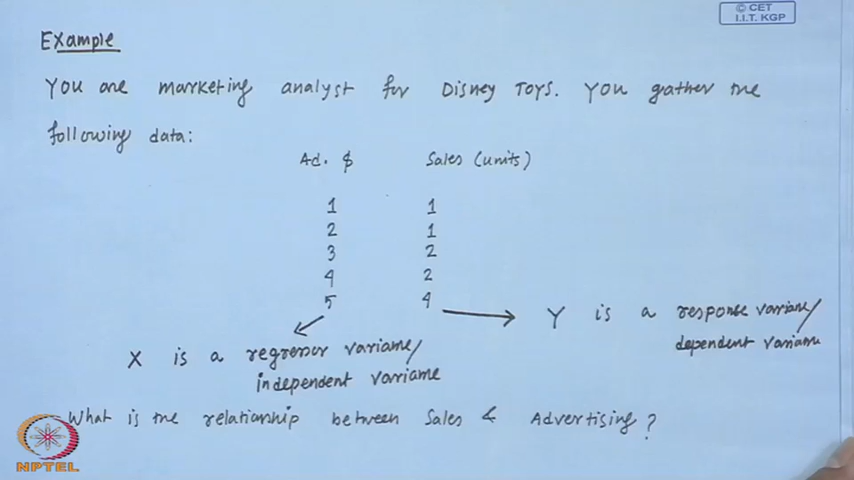 © CET
I.I.T. KGP
Example
You are marketing analyst for Disney Toys. You gather the
following data:
Ad. $ Sales (units)
1 1
2 1
3 2
4 2
5 4
Y is a response variable/
dependent variable
X is a regressor variable/
independent variable
What is the relationship between Sales & Advertising?
NPTEL